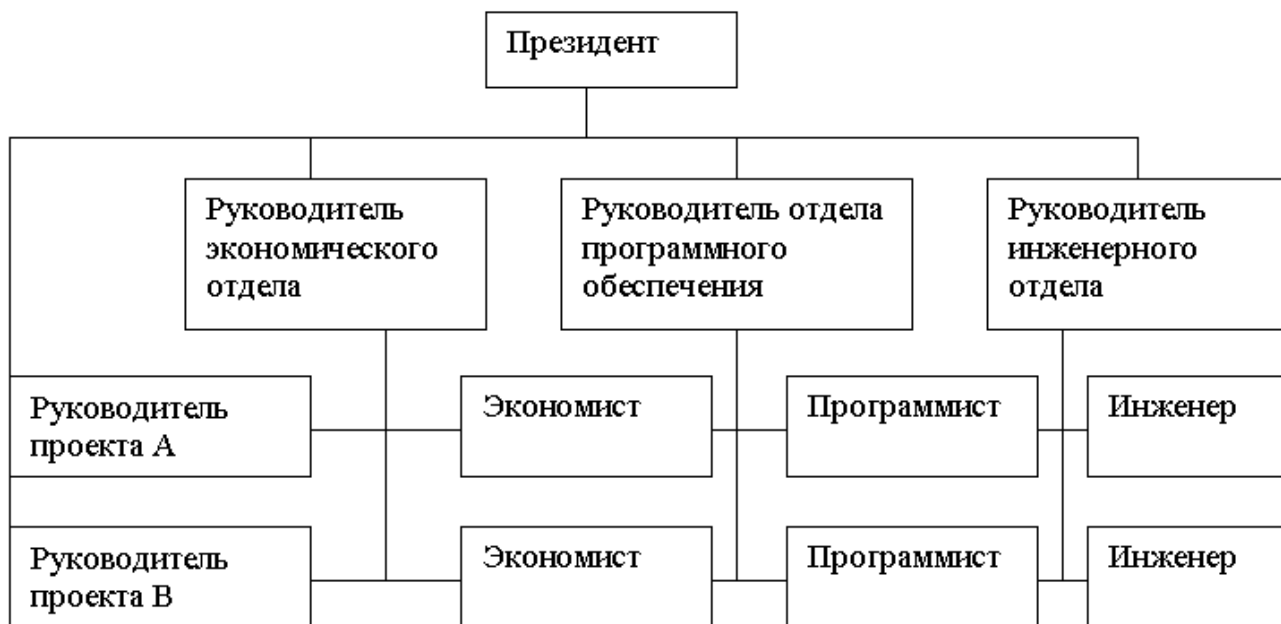 Президент
Руководитель
экономического
отдела
Руководитель отдела
программного
обеспечения
Руководитель
инженерного
отдела
Руководитель
проекта А
Экономист
Программист
Инженер
Руководитель
проекта В
Экономист
Программист
Инженер